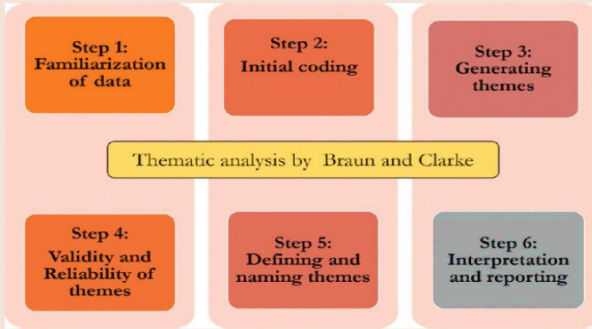 Step 1:
Familiarization
of data
Step 2:
Initial coding
Step 3:
Generating
themes
Thematic analysis by Braun and Clarke
Step 4:
Validity and
Reliability of
themes
Step 5:
Defining and
naming themes
Step 6:
Interpretation
and reporting